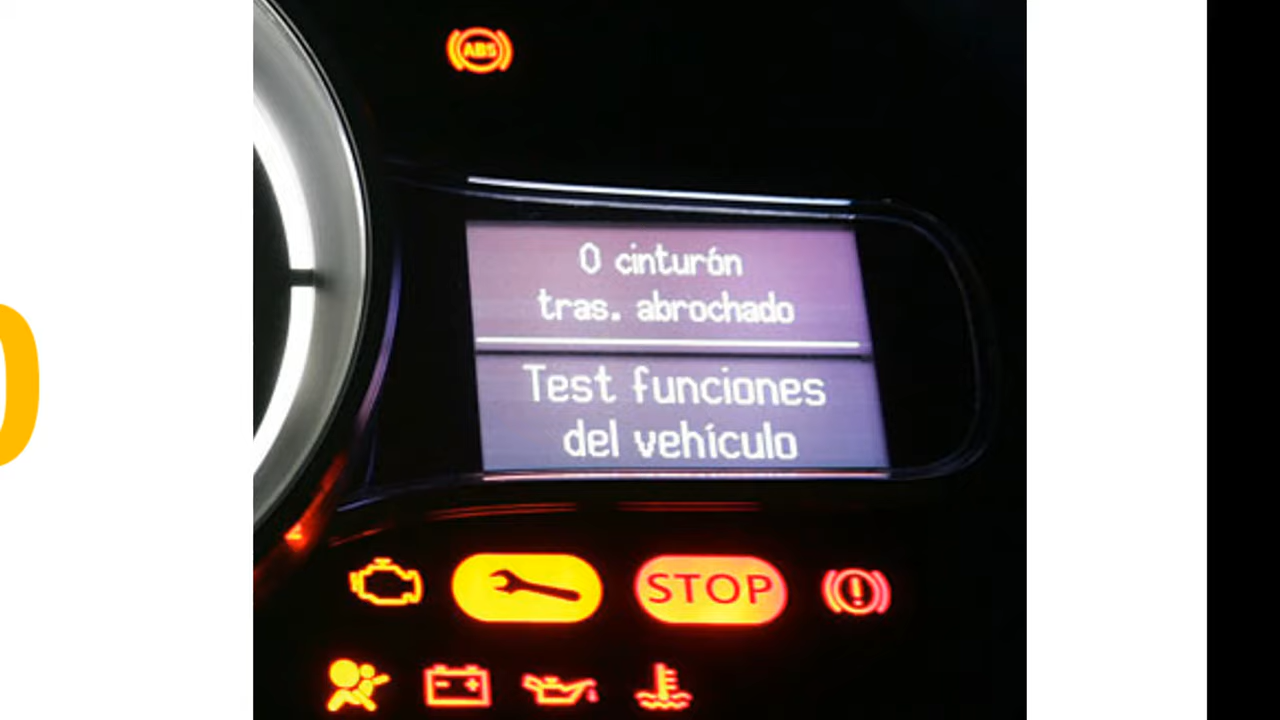 ABS
0 cinturón
tras. abrochado
Test funciones
del vehículo
STOP